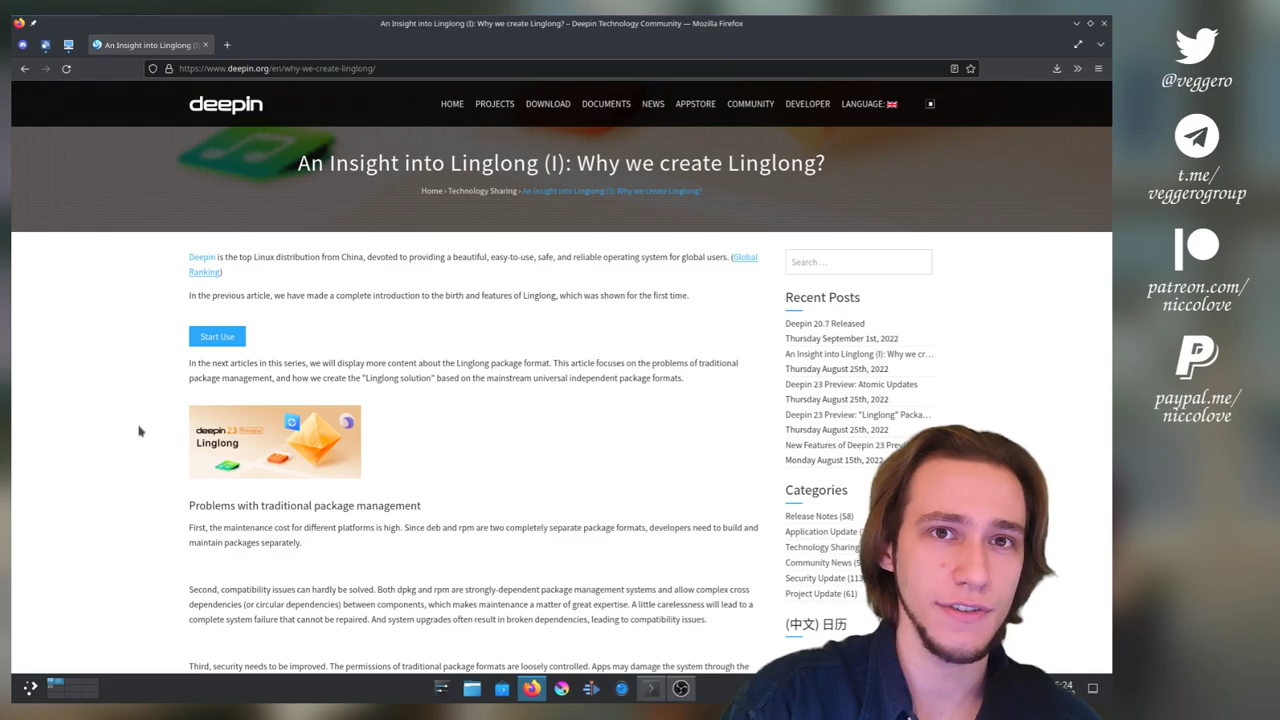 An Insight into Linglong (I): Why we create Linglong? – Deepin Technology Community — Mozilla Firefox
An Insight into Linglong (I)
https://www.deepin.org/en/why-we-create-linglong/
deepin
HOME PROJECTS DOWNLOAD DOCUMENTS NEWS APPSTORE COMMUNITY DEVELOPER LANGUAGE:
An Insight into Linglong (I): Why we create Linglong?
Home › Technology Sharing › An Insight into Linglong (I): Why we create Linglong?
Deepin is the top Linux distribution from China, devoted to providing a beautiful, easy-to-use, safe, and reliable operating system for global users. (Global
Ranking)
In the previous article, we have made a complete introduction to the birth and features of Linglong, which was shown for the first time.
Start Use
In the next articles in this series, we will display more content about the Linglong package format. This article focuses on the problems of traditional
package management, and how we create the "Linglong solution" based on the mainstream universal independent package formats.
deepin 23 Preview
Linglong
Problems with traditional package management
First, the maintenance cost for different platforms is high. Since deb and rpm are two completely separate package formats, developers need to build and
maintain packages separately.
Second, compatibility issues can hardly be solved. Both dpkg and rpm are strongly-dependent package management systems and allow complex cross
dependencies (or circular dependencies) between components, which makes maintenance a matter of great expertise. A little carelessness will lead to a
complete system failure that cannot be repaired. And system upgrades often result in broken dependencies, leading to compatibility issues.
Third, security needs to be improved. The permissions of traditional package formats are loosely controlled. Apps may damage the system through the
Search ...
Recent Posts
Deepin 20.7 Released
Thursday September 1st, 2022
An Insight into Linglong (I): Why we cr...
Thursday August 25th, 2022
Deepin 23 Preview: Atomic Updates
Thursday August 25th, 2022
Deepin 23 Preview: "Linglong" Packa...
Thursday August 25th, 2022
New Features of Deepin 23 Previ
Monday August 15th, 2022
Categories
Release Notes (58)
Application Update (
Technology Sharing
Community News (5
Security Update (113
Project Update (61)
(中文) 日历
@veggero
t.me/
veggerogroup
patreon.com/
niccolove
paypal.me/
niccolove